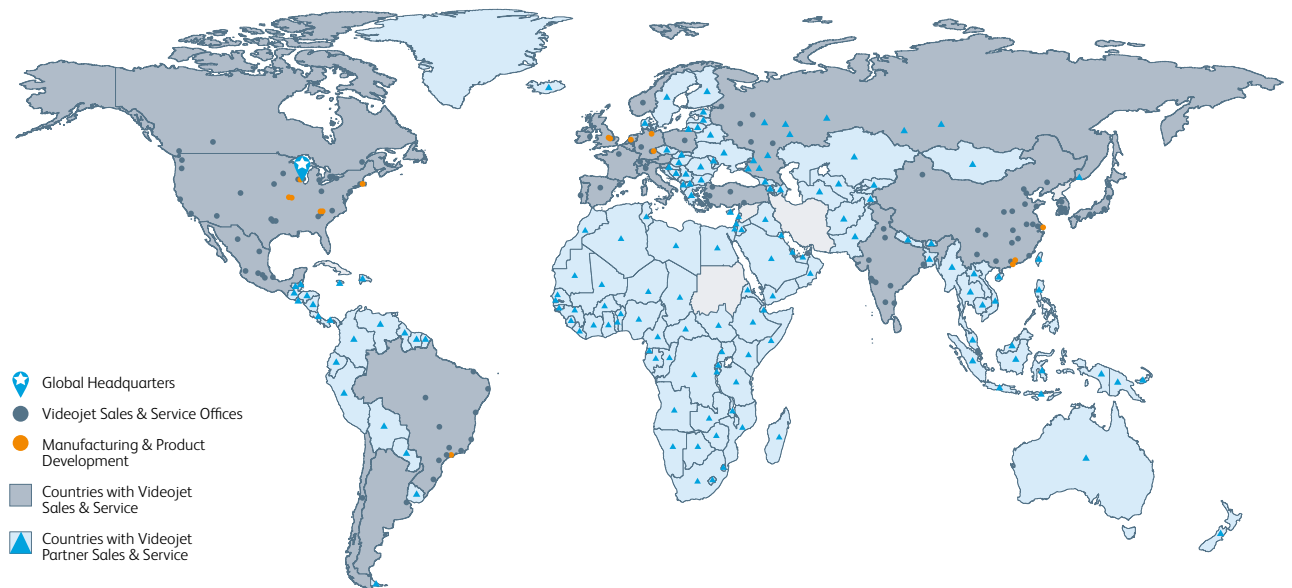 Global Headquarters
Videojet Sales & Service Offices
Manufacturing & Product
Development
Countries with Videojet
Sales & Service
Countries with Videojet
Partner Sales & Service